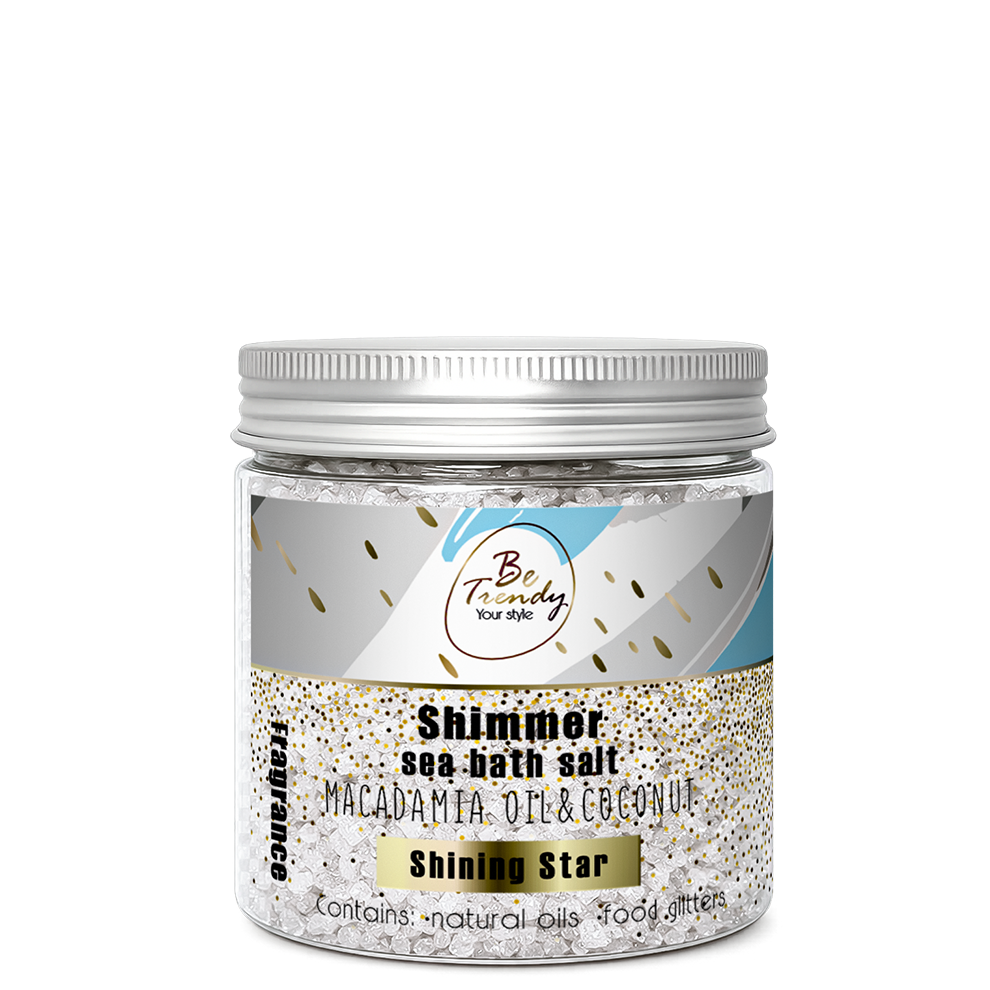 Be
Trendy
Your style
Shimmer
sea bath salt
MACADAMIA OIL & COCONUT
Shining Star
Contains: •natural oils •food glitters
Fragrance